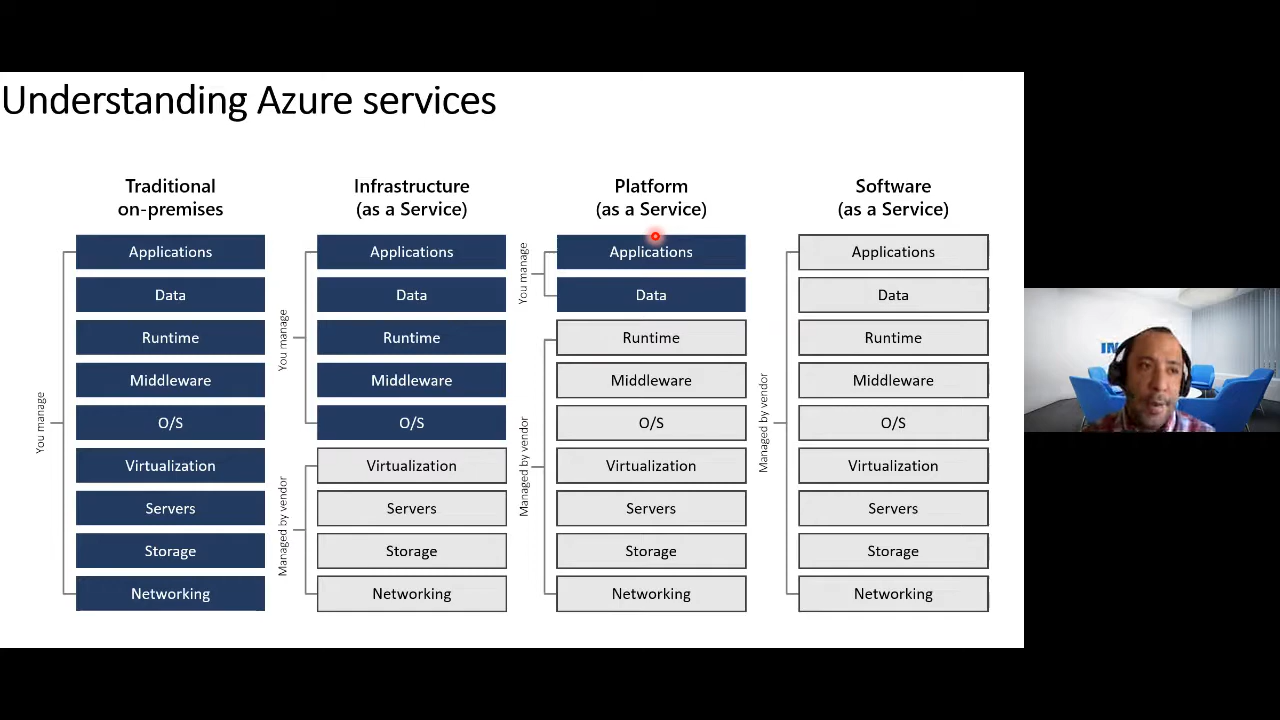 Understanding Azure services
Traditional
on-premises
You manage
Applications
Data
Runtime
Middleware
O/S
Virtualization
Servers
Storage
Networking
Infrastructure
(as a Service)
You manage
Applications
Data
Runtime
Middleware
O/S
Managed by vendor
Virtualization
Servers
Storage
Networking
Platform
(as a Service)
You manage
Applications
Data
Managed by vendor
Runtime
Middleware
O/S
Virtualization
Servers
Storage
Networking
Software
(as a Service)
Managed by vendor
Applications
Data
Runtime
Middleware
O/S
Virtualization
Servers
Storage
Networking